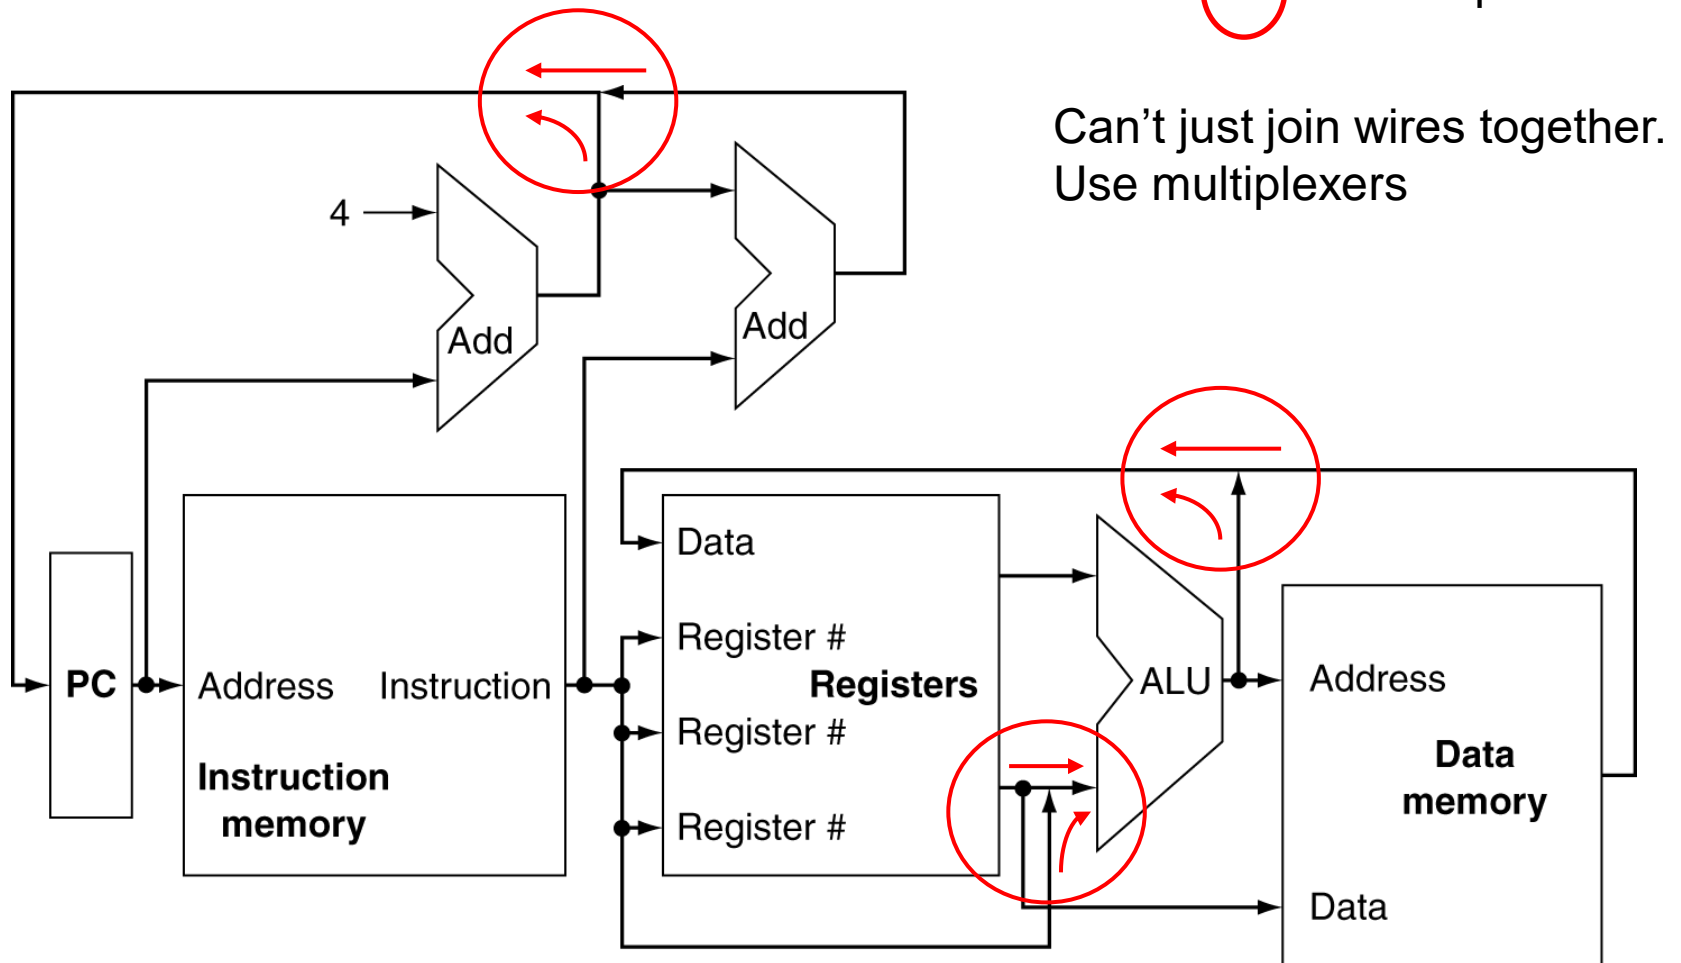 Can't just join wires together.
Use multiplexers
4
Add
Add
Data
Register #
PC
Address
Instruction
Registers
ALU
Address
Register #
Instruction
memory
Data
memory
Register #
Data